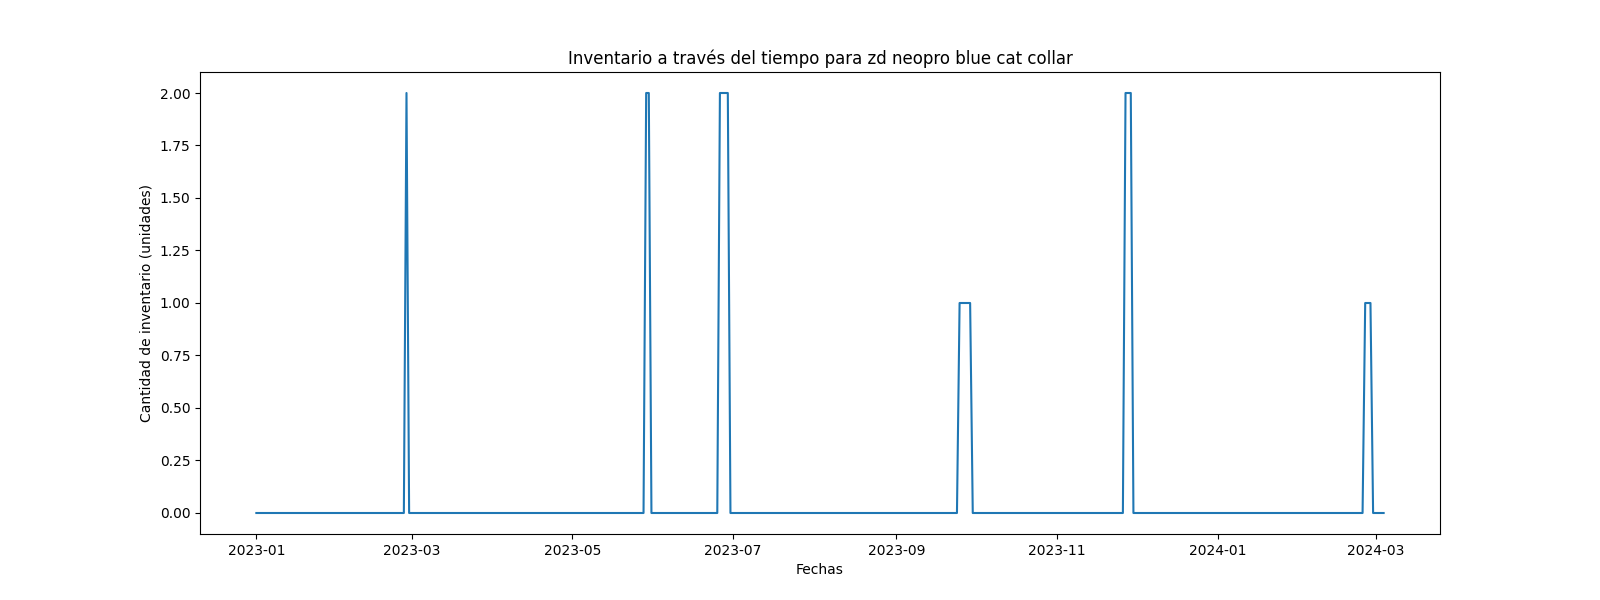 Inventario a través del tiempo para zd neopro blue cat collar
Cantidad de inventario (unidades)
2.00
1.75
1.50
1.25
1.00
0.75
0.50
0.25
0.00
2023-01 2023-03 2023-05 2023-07 2023-09 2023-11 2024-01 2024-03
Fechas